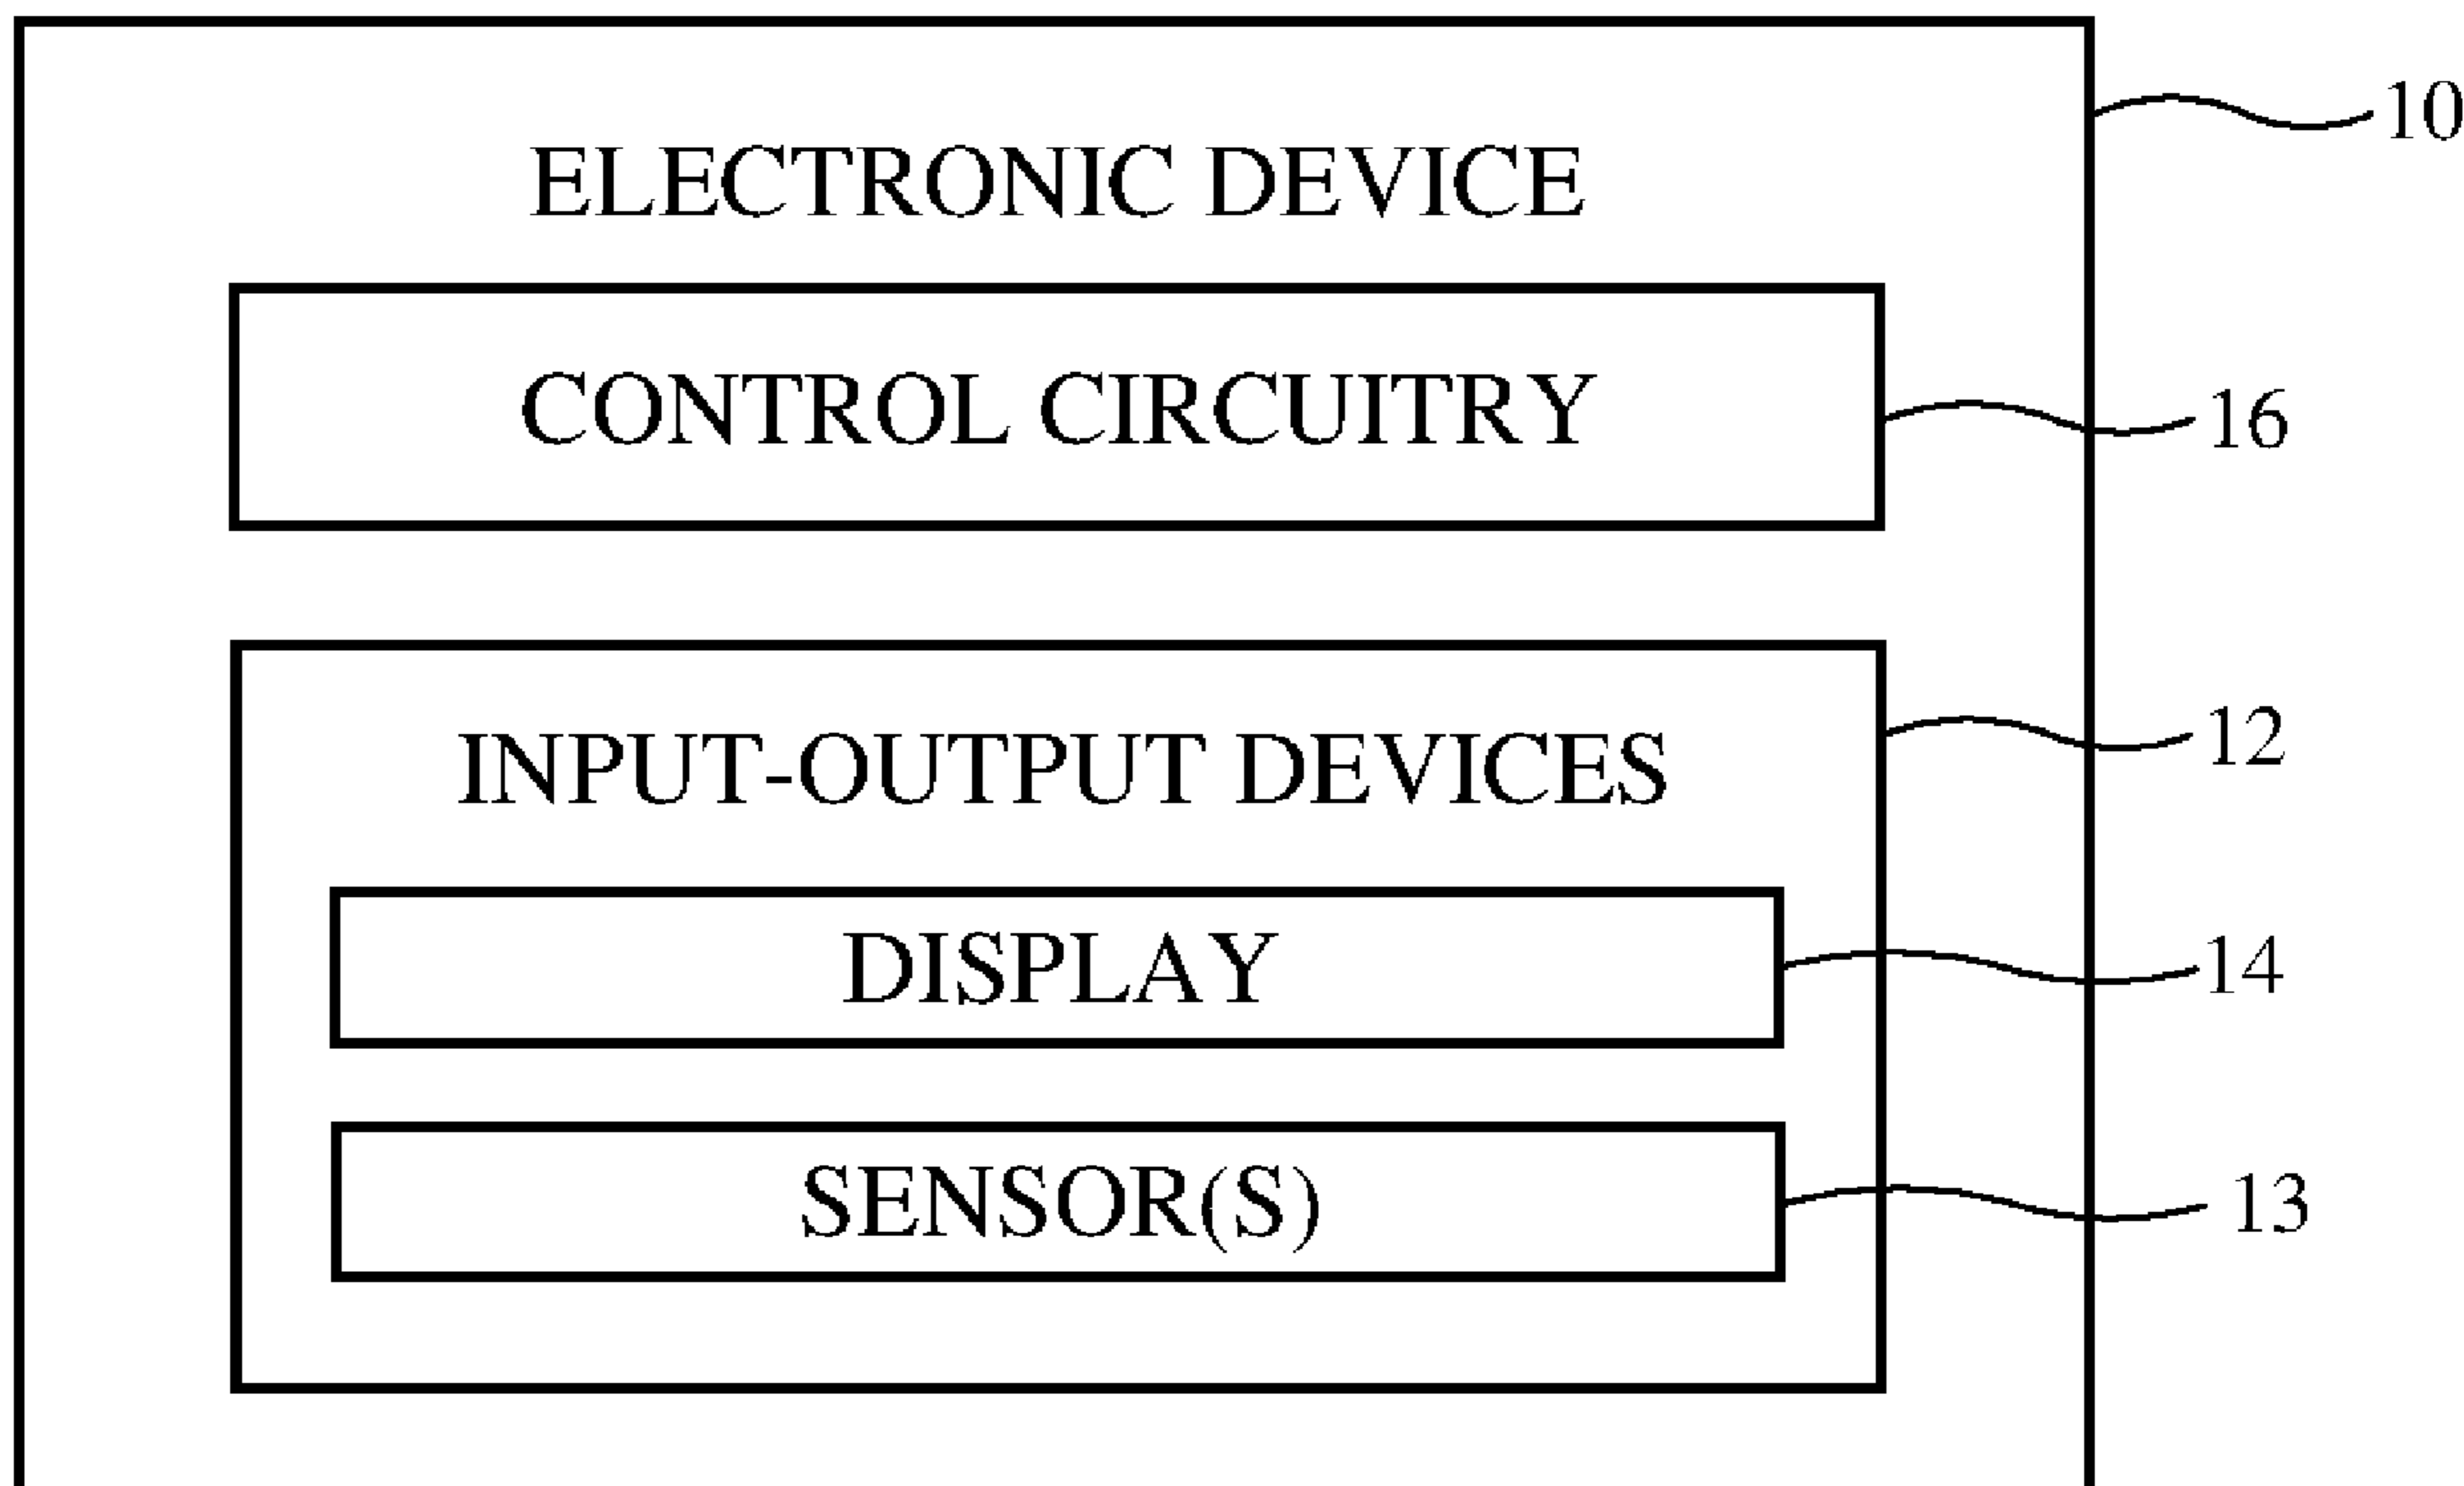 10
ELECTRONIC DEVICE
CONTROL CIRCUITRY
16
INPUT-OUTPUT DEVICES
12
DISPLAY
14
SENSOR(S)
13